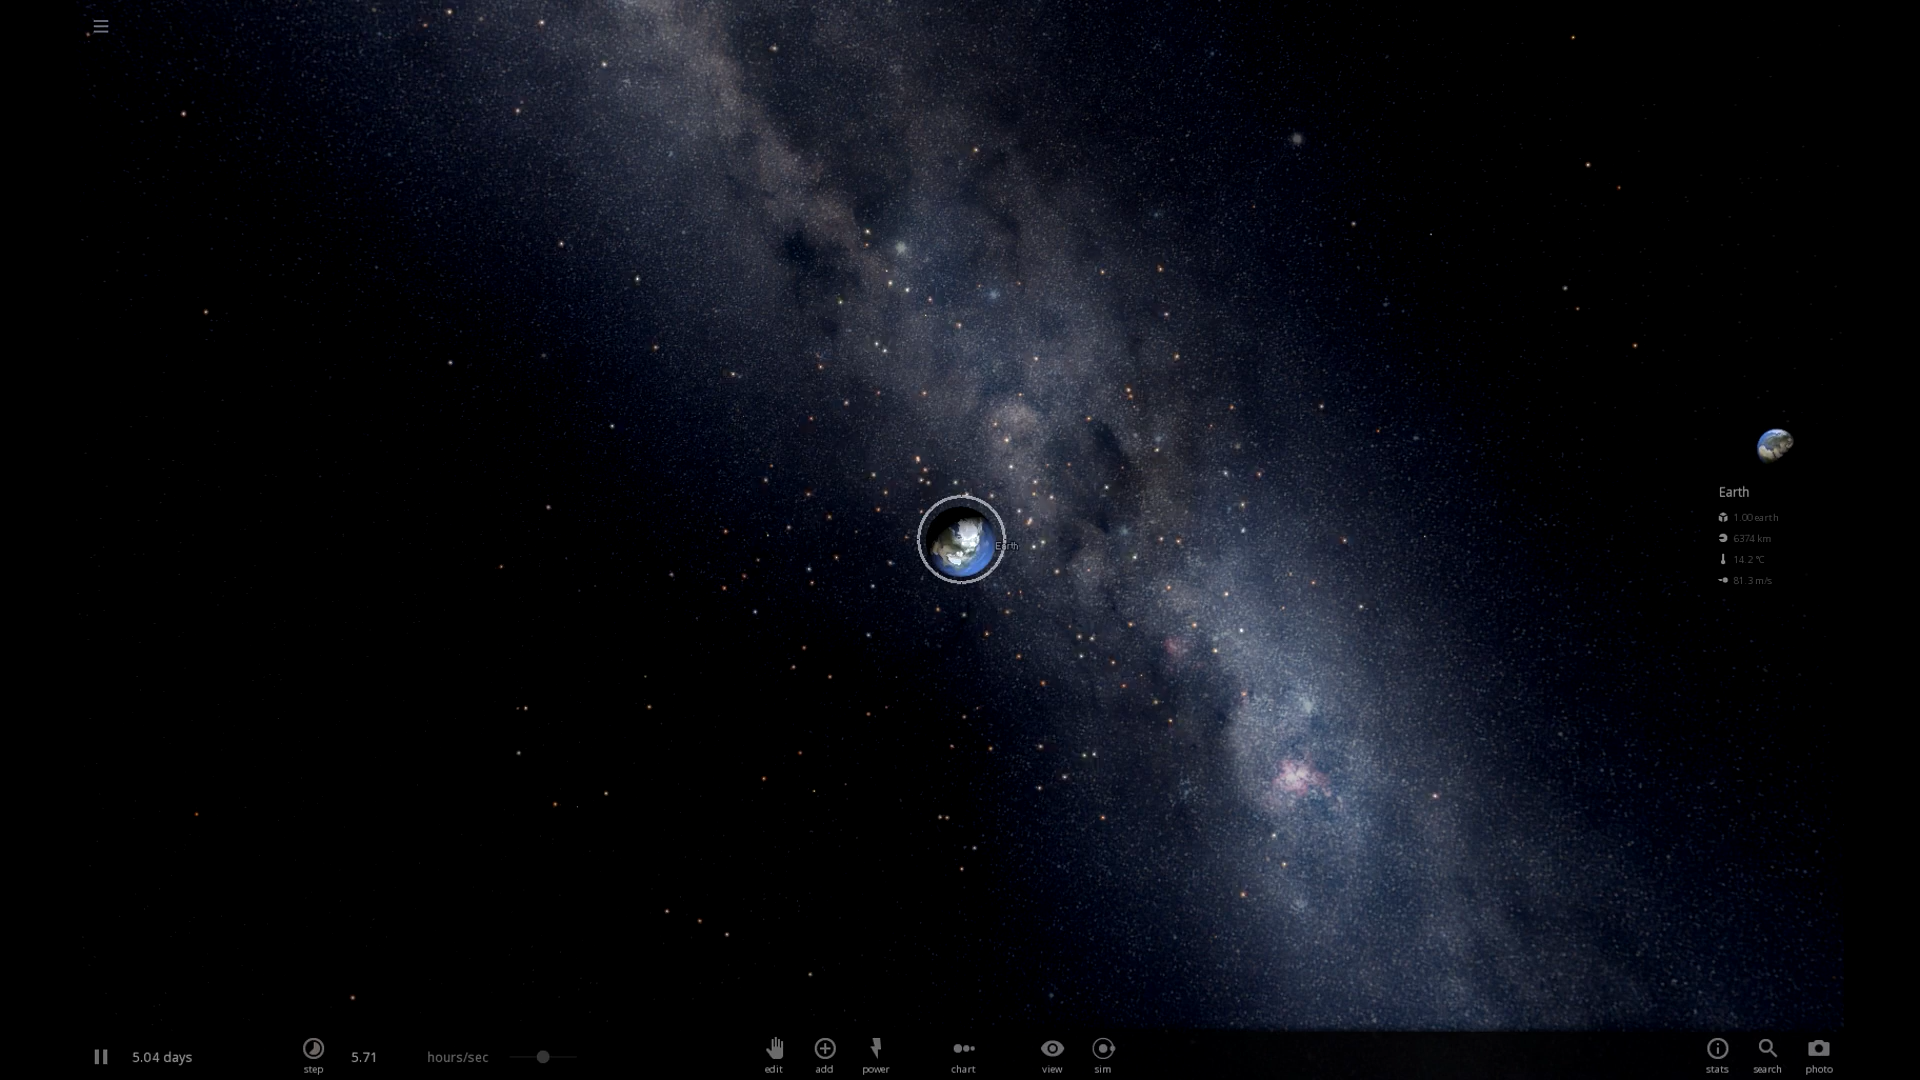 Earth
Earth
1.00 earth
6374 km
14.2 °C
81.3 m/s
5.04 days
step
5.71
hours/sec
edit
add
power
chart
view
sim
stats
search
photo